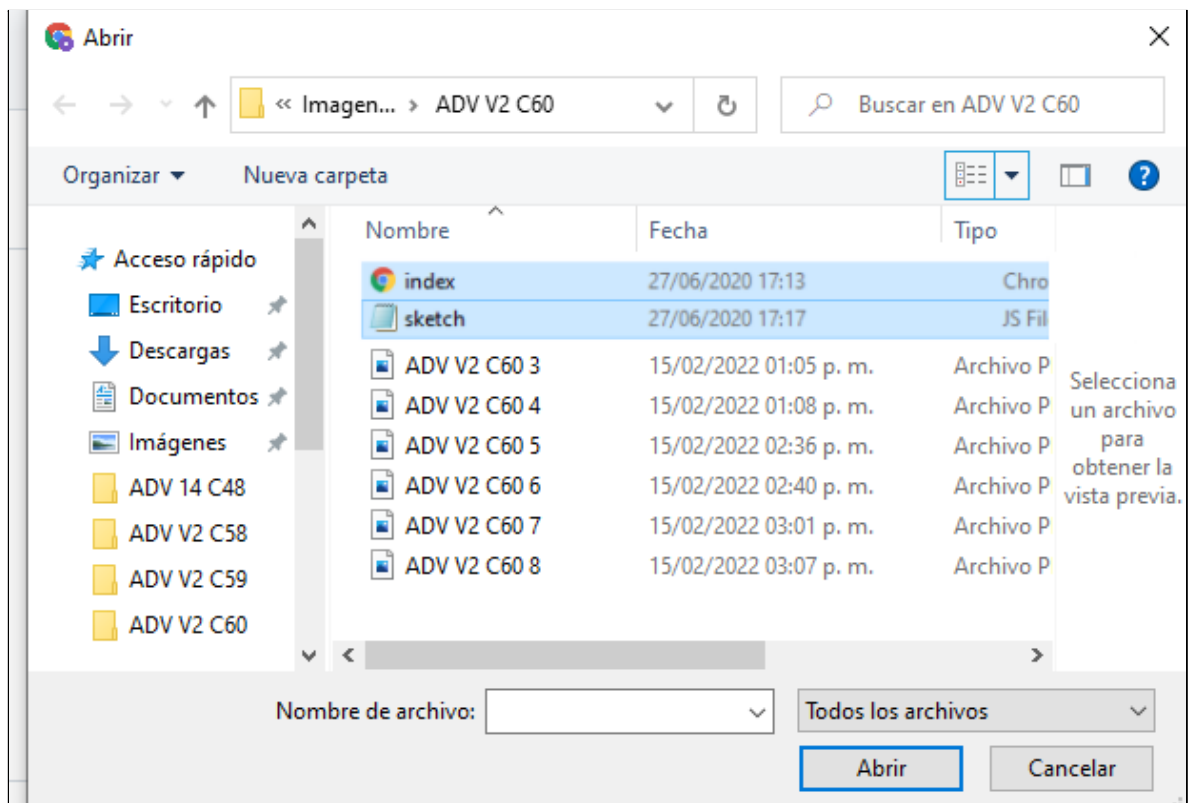 Abrir
« Imagen... › ADV V2 C60
Buscar en ADV V2 C60
Organizar
Nueva carpeta
Acceso rápido
Escritorio
Descargas
Documentos
Imágenes
ADV 14 C48
ADV V2 C58
ADV V2 C59
ADV V2 C60
Nombre Fecha Tipo
index 27/06/2020 17:13 Chro
sketch 27/06/2020 17:17 JS Fil
ADV V2 C60 3 15/02/2022 01:05 p. m. Archivo P
ADV V2 C60 4 15/02/2022 01:08 p. m. Archivo P
ADV V2 C60 5 15/02/2022 02:36 p. m. Archivo P
ADV V2 C60 6 15/02/2022 02:40 p. m. Archivo P
ADV V2 C60 7 15/02/2022 03:01 p. m. Archivo P
ADV V2 C60 8 15/02/2022 03:07 p. m. Archivo P
Selecciona
un archivo
para
obtener la
vista previa.
Nombre de archivo:
Todos los archivos
Abrir
Cancelar